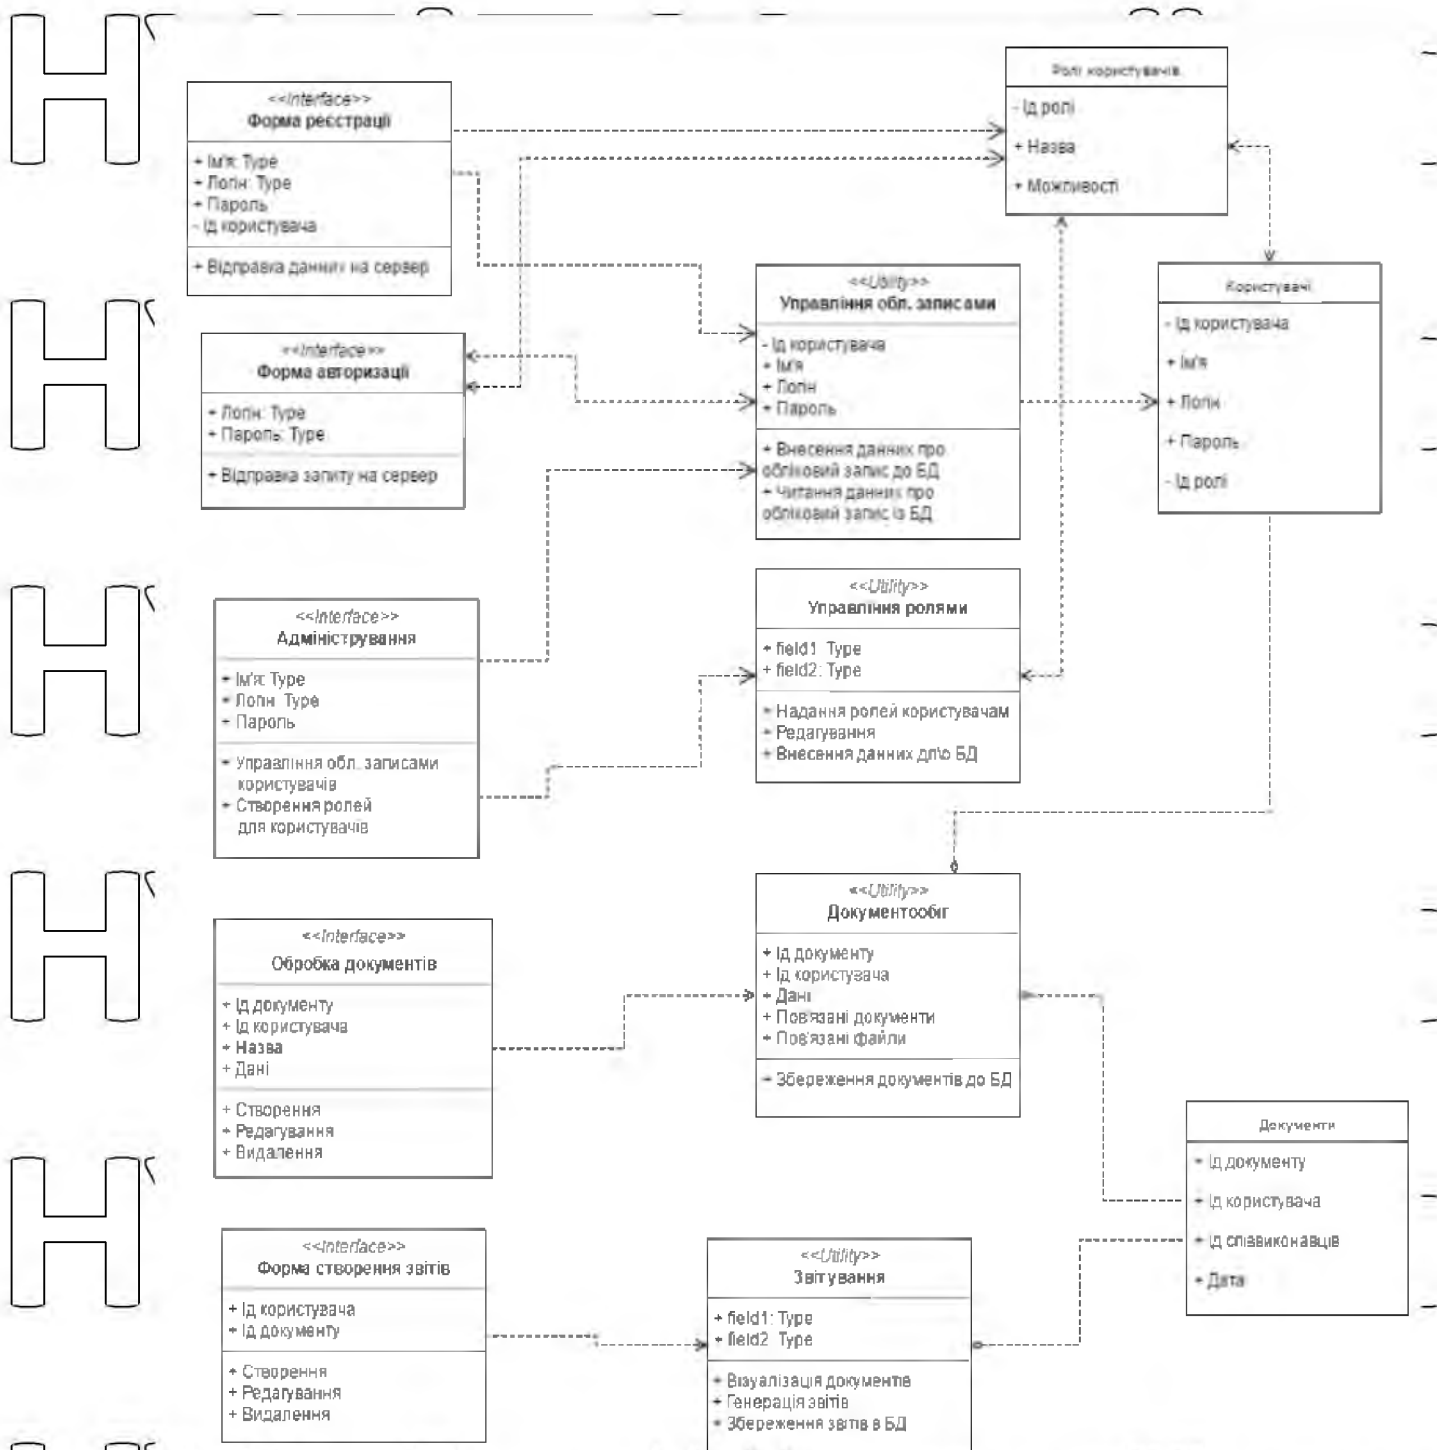 <<Interface>>
Форма реєстрації
+ Ім'я: Type
+ Логін: Type
+ Пароль
- Ід користувача
+ Відправка данних на сервер
Ролі користувачів
- Ід ролі
+ Назва
+ Можливості
<<Interface>>
Форма авторизації
+ Логін: Type
+ Пароль: Type
+ Відправка запиту на сервер
<<Utility>>
Управління обл. записами
- Ід користувача
+ Ім'я
+ Логін
+ Пароль
+ Внесення данних про
обліковий запис до БД
+ Читання данних про
обліковий запис із БД
Користувачі
- Ід користувача
+ Ім'я
+ Логін
+ Пароль
- Ід ролі
<<Interface>>
Адміністрування
+ Ім'я: Type
+ Логін: Type
+ Пароль
+ Управління обл. записами
користувачів
+ Створення ролей
для користувачів
<<Utility>>
Управління ролями
+ field1: Type
+ field2: Type
+ Надання ролей користувачам
+ Редагування
+ Внесення данних дл\о БД
<<Interface>>
Обробка документів
+ Ід документу
+ Ід користувача
+ Назва
+ Дані
+ Створення
+ Редагування
+ Видалення
<<Utility>>
Документообіг
+ Ід документу
+ Ід користувача
+ Дані
+ Пов'язані документи
+ Пов'язані файли
+ Збереження документів до БД
Документи
+ Ід документу
+ Ід користувача
+ Ід співвиконавців
+ Дата
<<Interface>>
Форма створення звітів
+ Ід користувача
+ Ід документу
+ Створення
+ Редагування
+ Видалення
<<Utility>>
Звітування
+ field1: Type
+ field2: Type
+ Візуалізація документів
+ Генерація звітів
+ Збереження звітів в БД